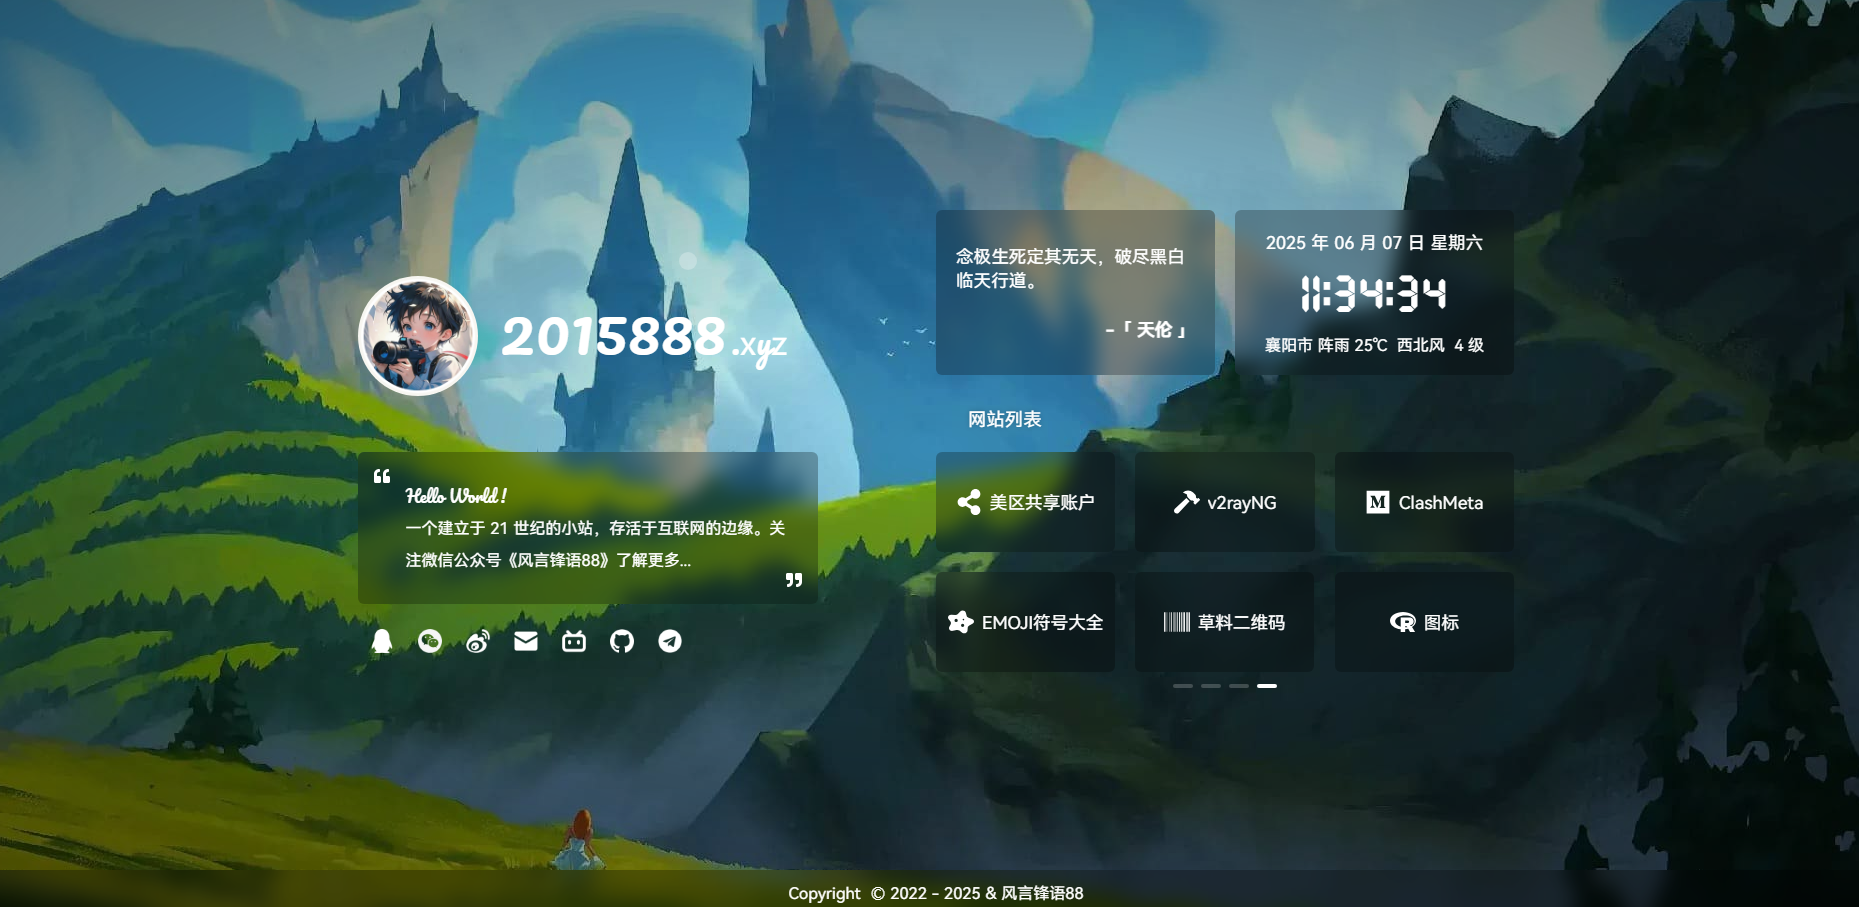 2015888.xyz
Hello World !
一个建立于 21 世纪的小站，存活于互联网的边缘。关
注微信公众号《风言锋语88》了解更多...
念极生死定其无天，破尽黑白
临天行道。
-「 天伦 」
2025 年 06 月 07 日 星期六
11:34:34
襄阳市 阵雨 25℃ 西北风 4 级
网站列表
美区共享账户
v2rayNG
ClashMeta
EMOJI符号大全
草料二维码
图标
Copyright © 2022 - 2025 & 风言锋语88